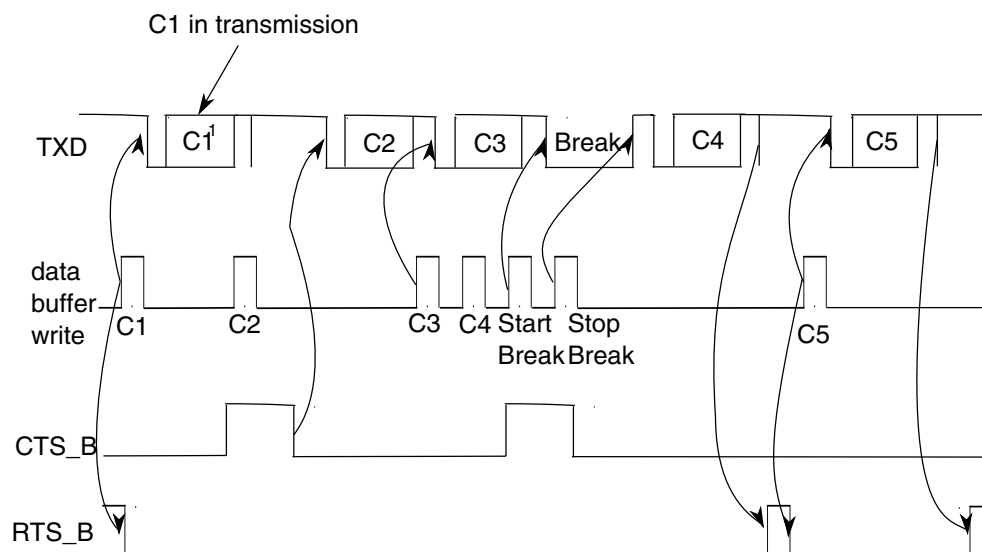 C1 in transmission
TXD
C1
1
C2
C3
Break
C4
C5
data
buffer
write
C1
C2
C3
C4
Start
Break
Stop
Break
C5
CTS_B
RTS_B